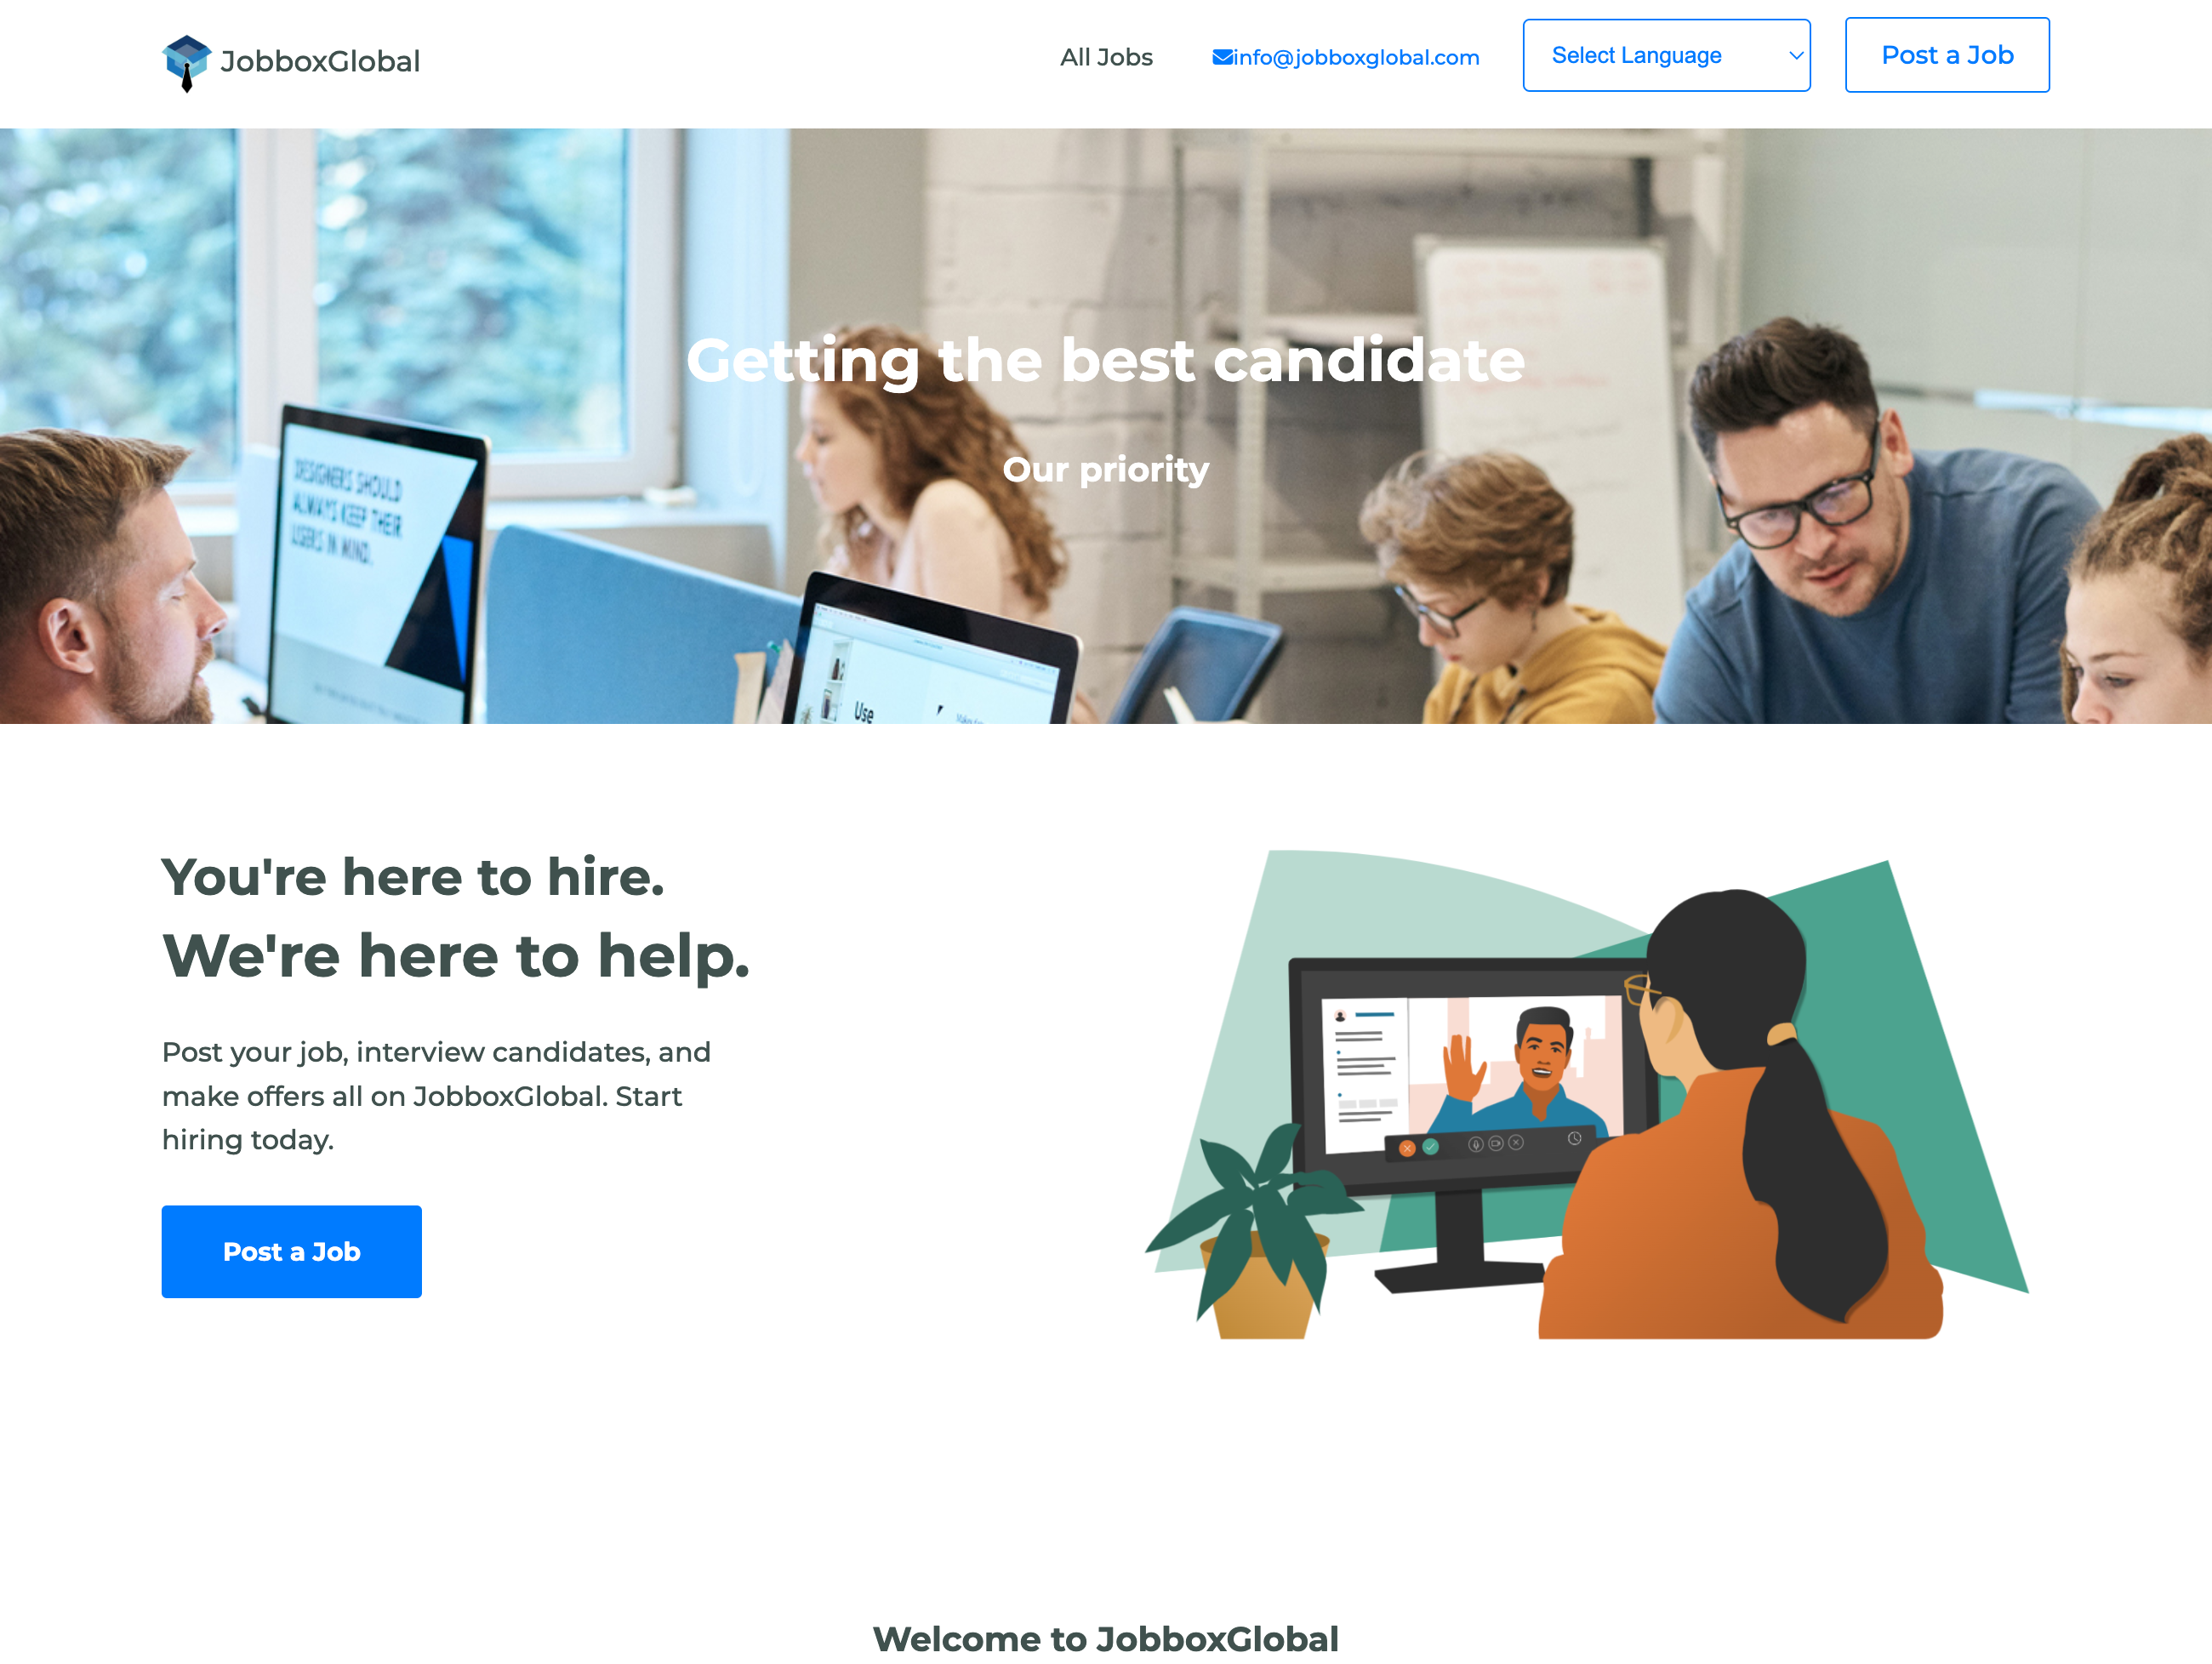 JobboxGlobal
All Jobs
info@jobboxglobal.com
Select Language
Post a Job
Getting the best candidate
Our priority
DESIGNERS SHOULD
ALWAYS KEEP THEIR
USERS IN MIND.
Use
You're here to hire.
We're here to help.
Post your job, interview candidates, and
make offers all on JobboxGlobal. Start
hiring today.
Post a Job
Welcome to JobboxGlobal